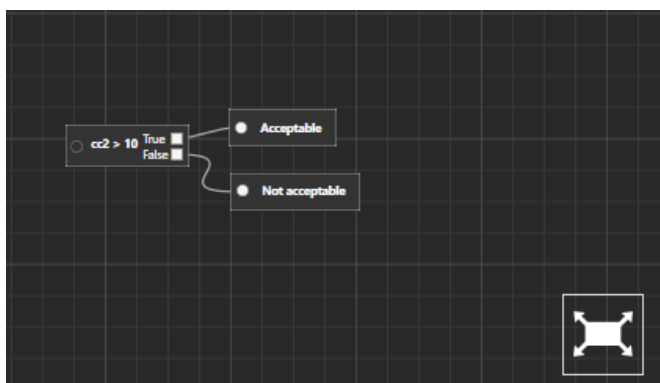 cc2 > 10
True
False
Acceptable
Not acceptable